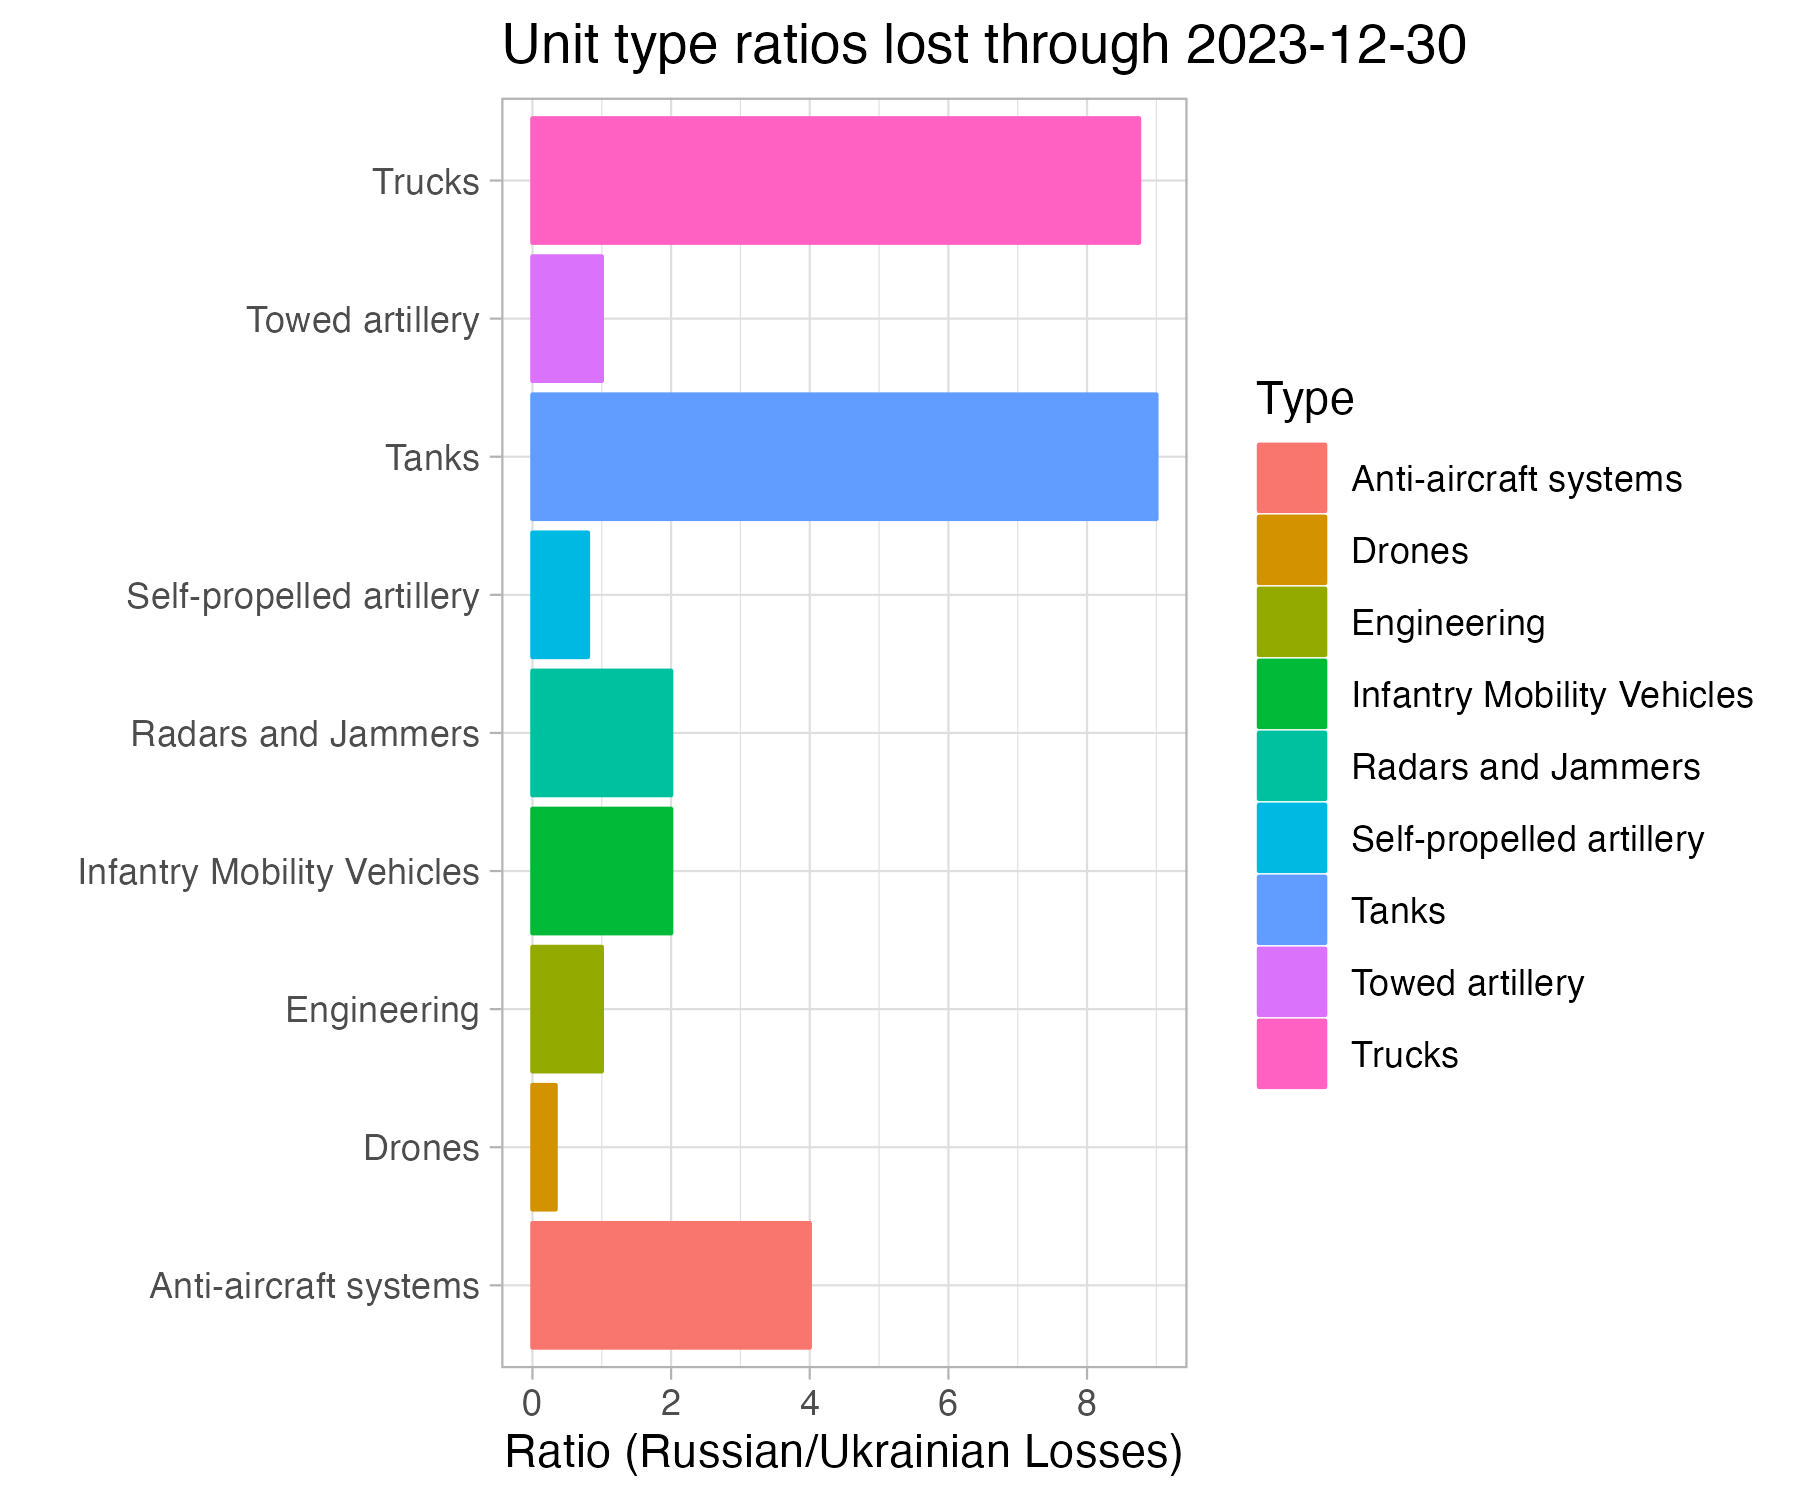 Unit type ratios lost through 2023-12-30
Trucks
Towed artillery
Tanks
Self-propelled artillery
Radars and Jammers
Infantry Mobility Vehicles
Engineering
Drones
Anti-aircraft systems
0 2 4 6 8
Ratio (Russian/Ukrainian Losses)
Type
Anti-aircraft systems
Drones
Engineering
Infantry Mobility Vehicles
Radars and Jammers
Self-propelled artillery
Tanks
Towed artillery
Trucks